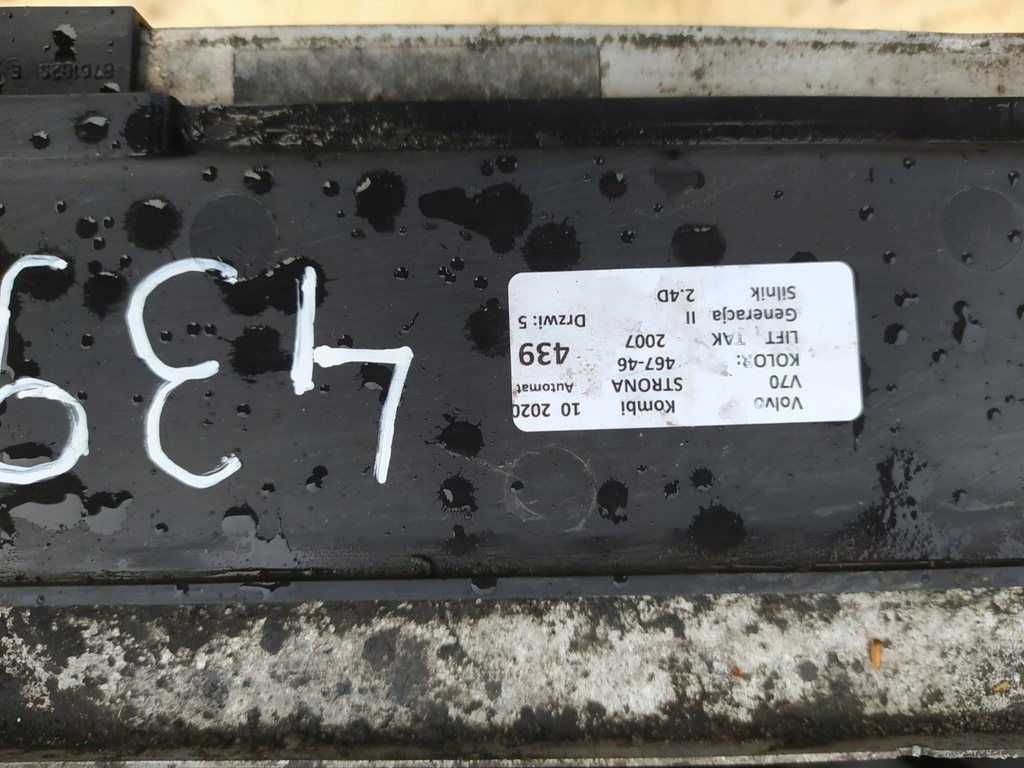 Volvo Kombi 10 2020
V70 STRONA Automat
KOLOR: 467-46 439
LIFT TAK 2007
Generacja II Drzwi: 5
Silnik 2.4D
439